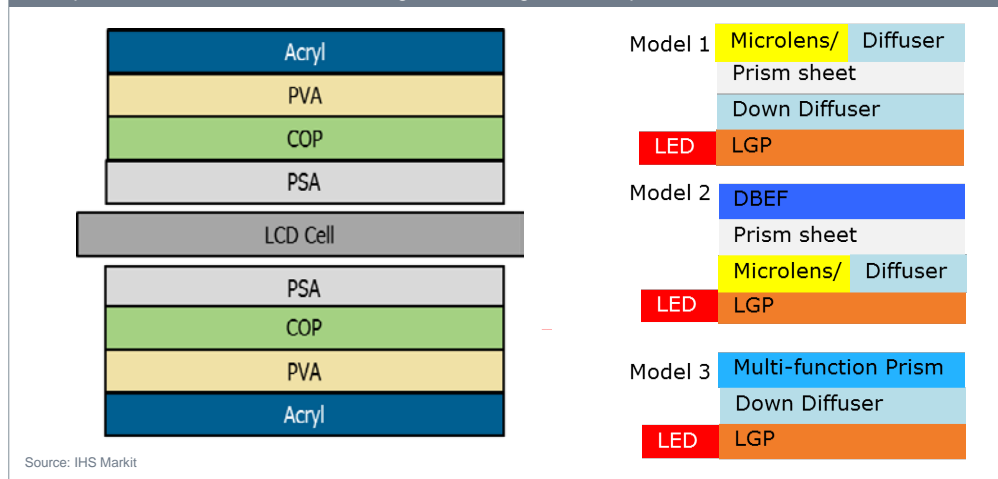 Acryl
PVA
COP
PSA
LCD Cell
PSA
COP
PVA
Acryl
Source: IHS Markit
Model 1
Microlens/ Diffuser
Prism sheet
Down Diffuser
LED LGP
Model 2
DBEF
Prism sheet
Microlens/ Diffuser
LED LGP
Model 3
Multi-function Prism
Down Diffuser
LED LGP